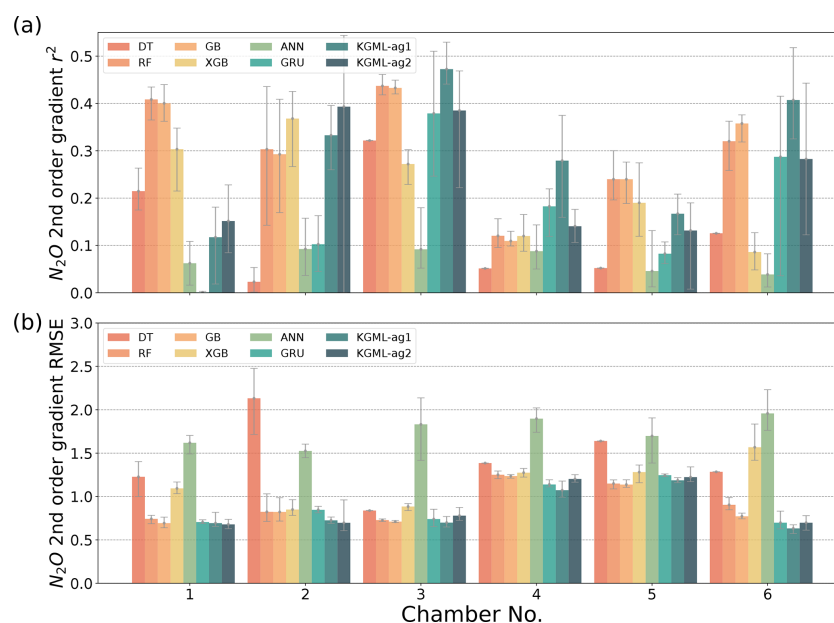 (a)
N₂O 2nd order gradient r²
0.5
0.4
0.3
0.2
0.1
0.0
DT GB ANN KGML-ag1
RF XGB GRU KGML-ag2
(b)
N₂O 2nd order gradient RMSE
3.0
2.5
2.0
1.5
1.0
0.5
0.0
DT GB ANN KGML-ag1
RF XGB GRU KGML-ag2
1 2 3 4 5 6
Chamber No.